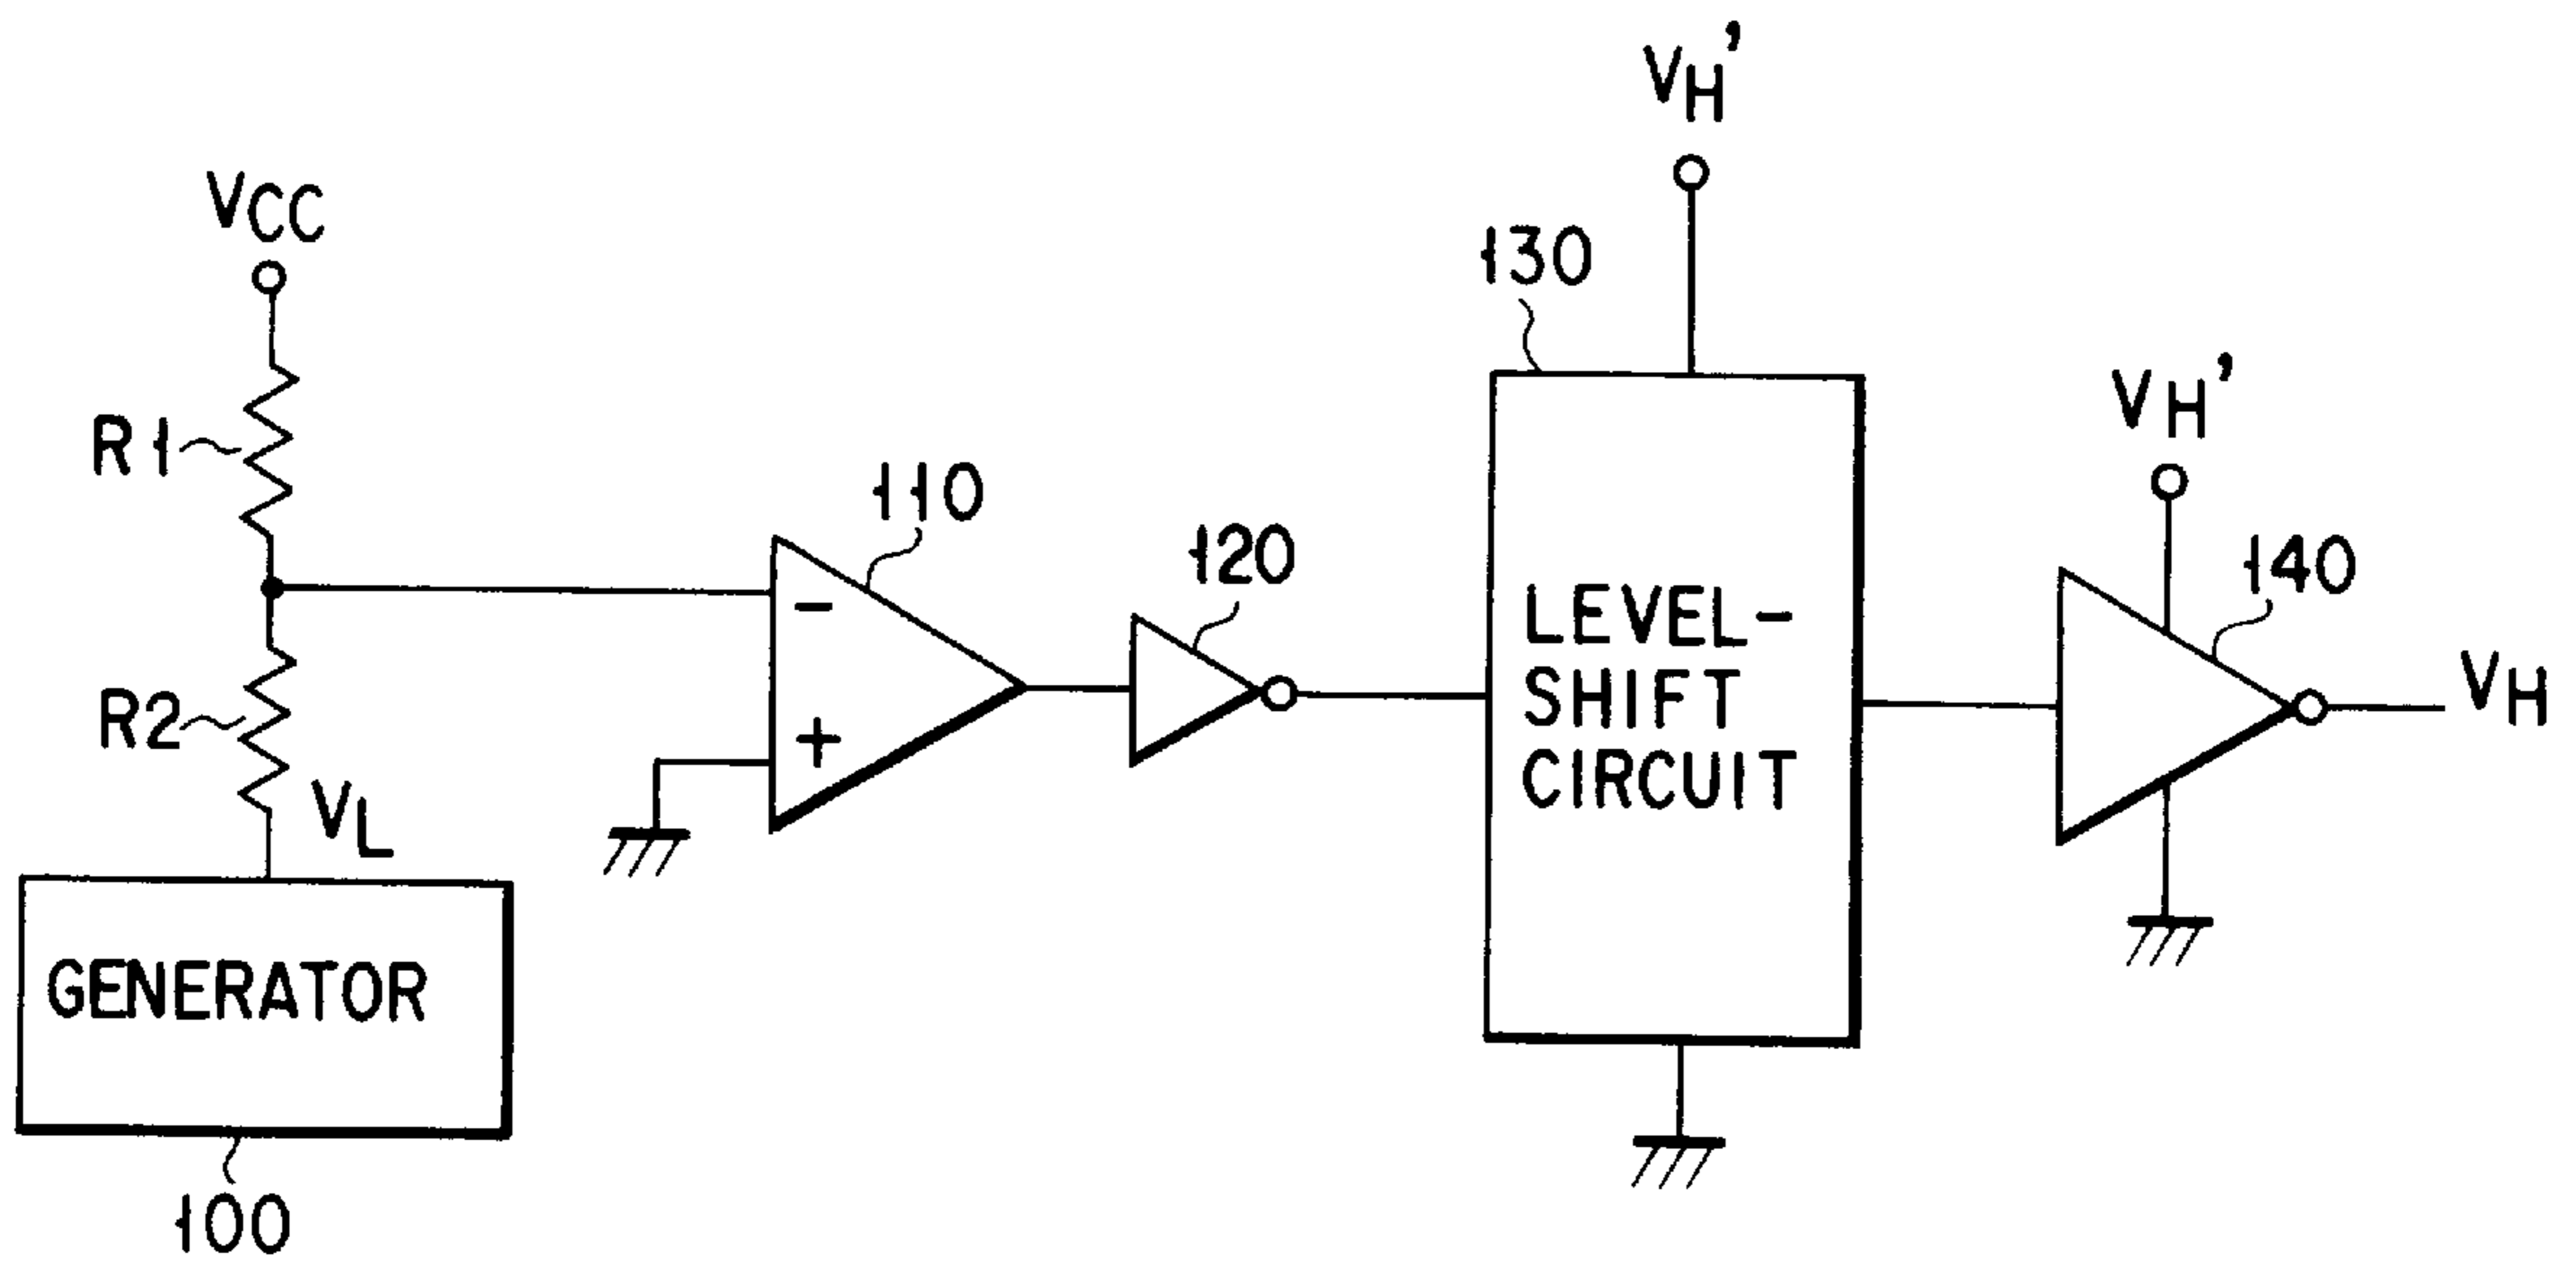 VH'
VCC
130
VH'
R1
110
120
140
-
LEVEL-
SHIFT
CIRCUIT
VH
R2
+
VL
GENERATOR
100